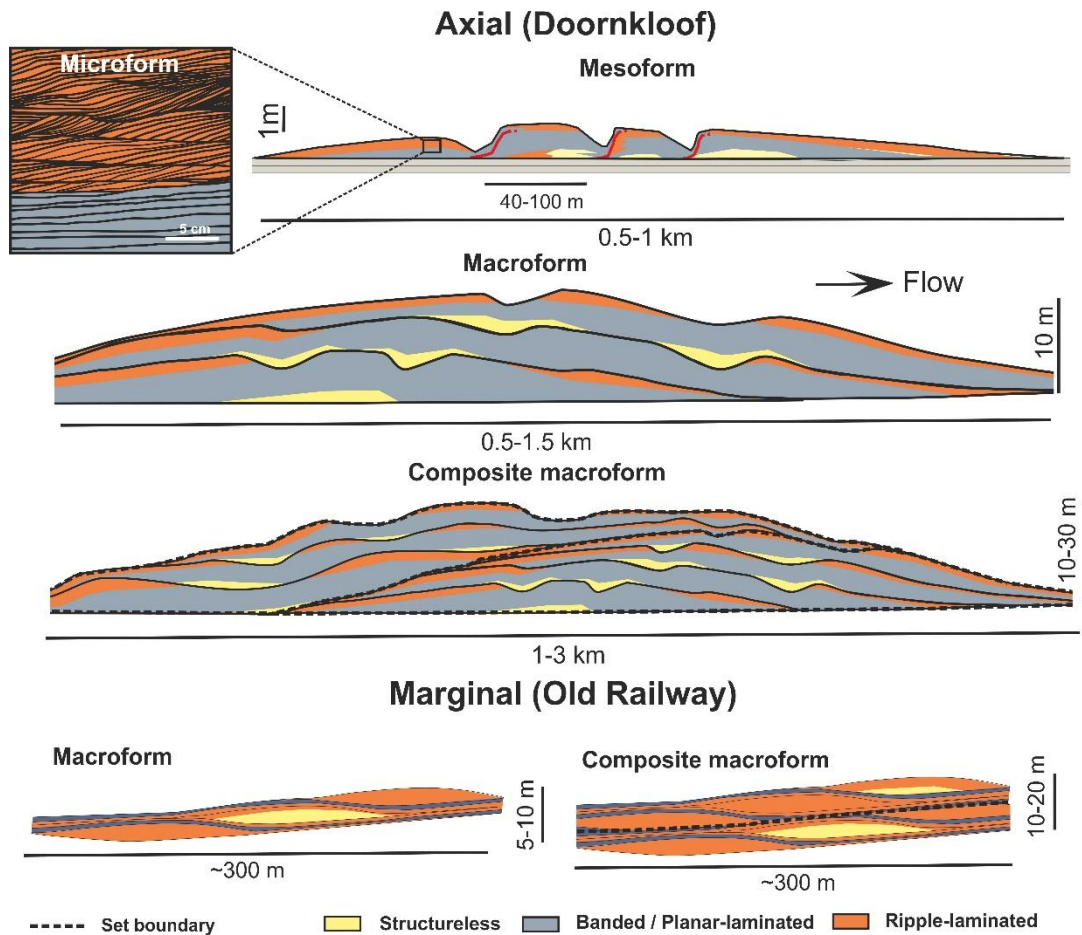 Axial (Doornkloof)
Microform
Mesoform
1m
5 cm
40-100 m
0.5-1 km
Macroform
Flow
10 m
0.5-1.5 km
Composite macroform
10-30 m
1-3 km
Marginal (Old Railway)
Macroform
Composite macroform
5-10 m
10-20 m
~300 m
~300 m
Set boundary
Structureless
Banded / Planar-laminated
Ripple-laminated